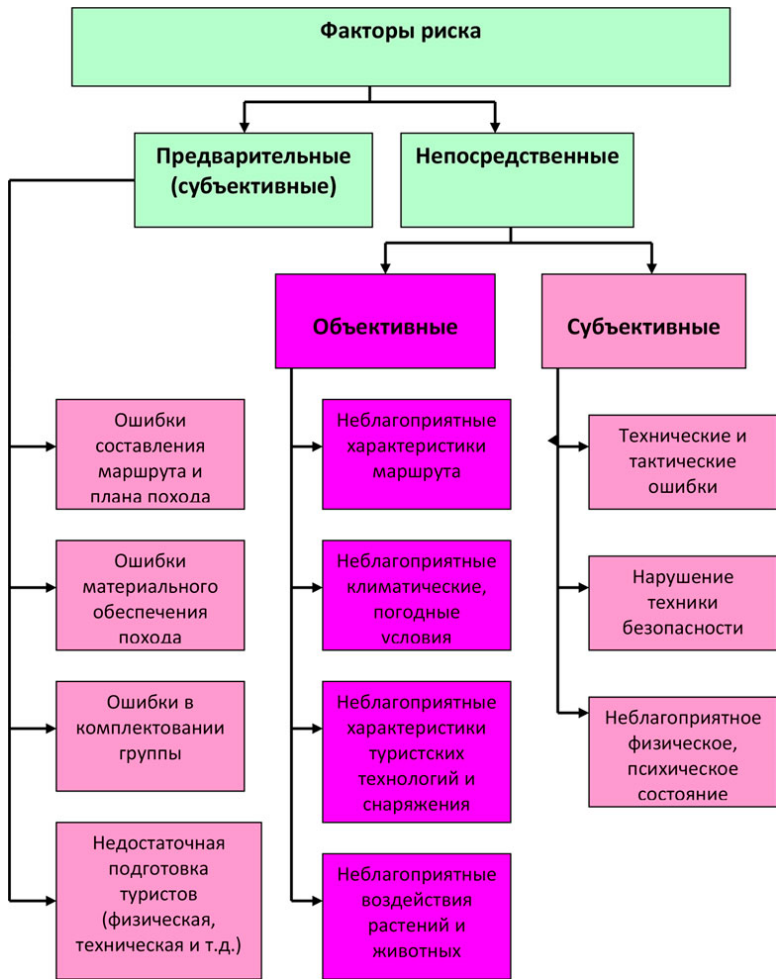 Факторы риска
Предварительные
(субъективные)
Непосредственные
Объективные
Субъективные
Ошибки
составления
маршрута и
плана похода
Ошибки
материального
обеспечения
похода
Ошибки в
комплектовании
группы
Недостаточная
подготовка
туристов
(физическая,
техническая и т.д.)
Неблагоприятные
характеристики
маршрута
Неблагоприятные
климатические,
погодные
условия
Неблагоприятные
характеристики
туристских
технологий и
снаряжения
Неблагоприятные
воздействия
растений и
животных
Технические и
тактические
ошибки
Нарушение
техники
безопасности
Неблагоприятное
физическое,
психическое
состояние